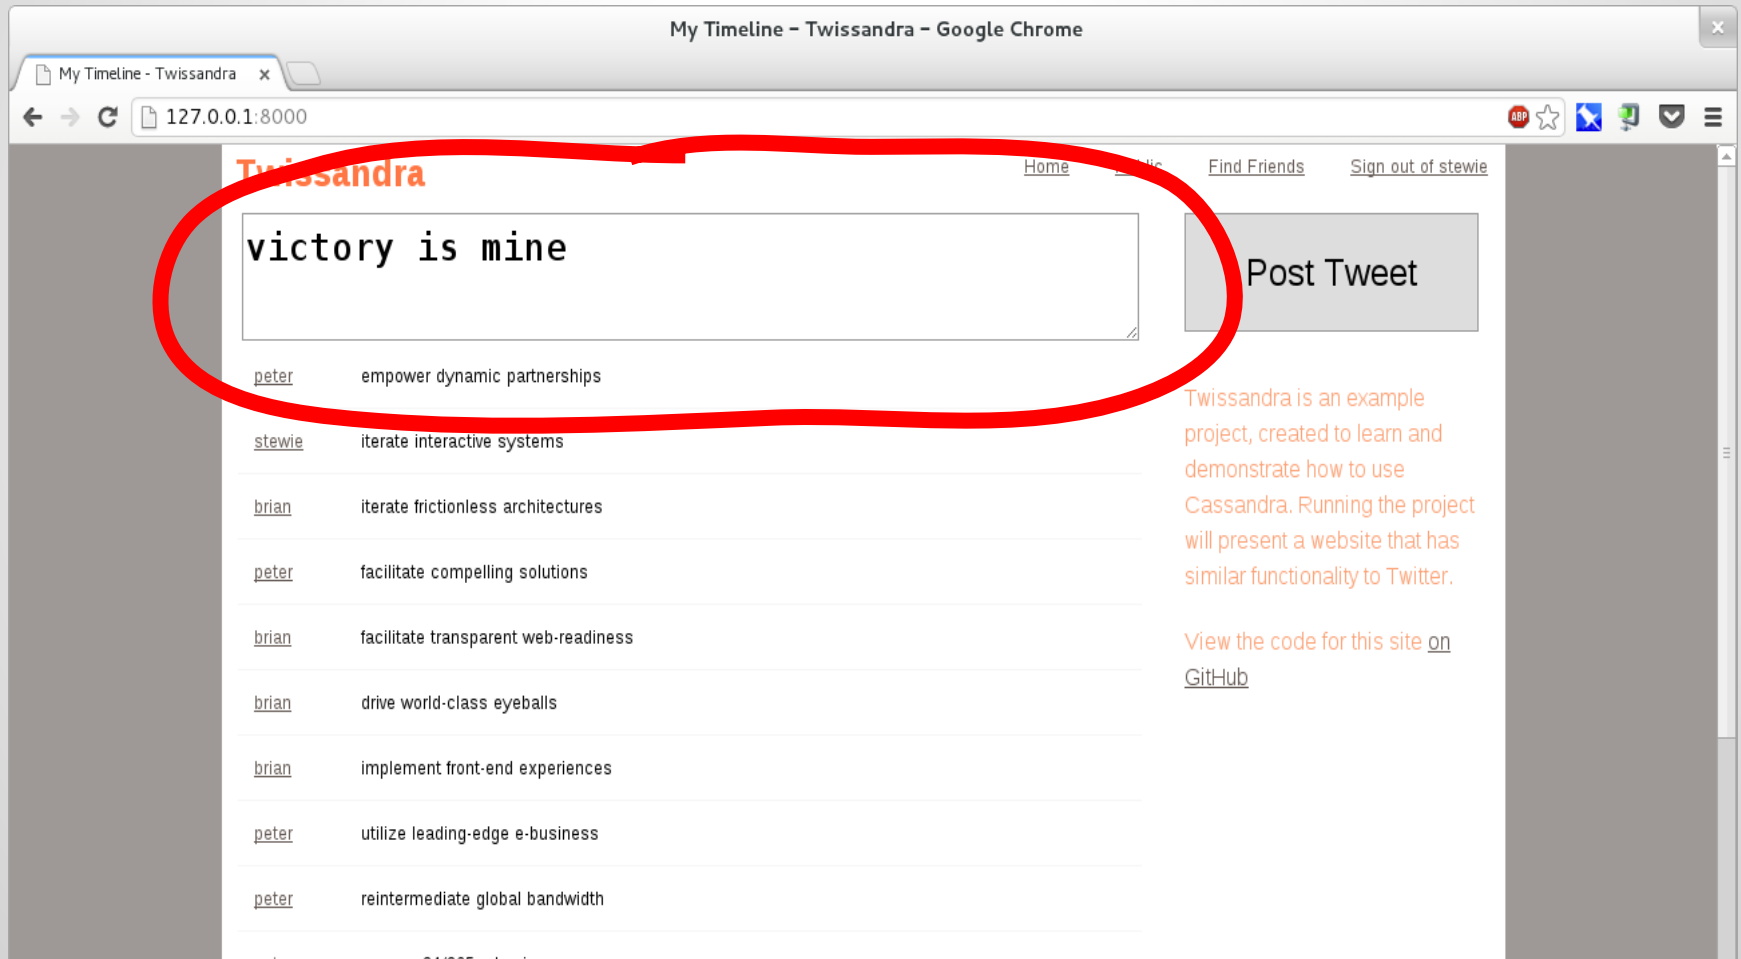 My Timeline – Twissandra – Google Chrome
My Timeline - Twissandra
127.0.0.1:8000
ABP
Twissandra
Home Find Friends Sign out of stewie
victory is mine
Post Tweet
peter empower dynamic partnerships
stewie iterate interactive systems
brian iterate frictionless architectures
peter facilitate compelling solutions
brian facilitate transparent web-readiness
brian drive world-class eyeballs
brian implement front-end experiences
peter utilize leading-edge e-business
peter reintermediate global bandwidth
Twissandra is an example
project, created to learn and
demonstrate how to use
Cassandra. Running the project
will present a website that has
similar functionality to Twitter.
View the code for this site on
GitHub